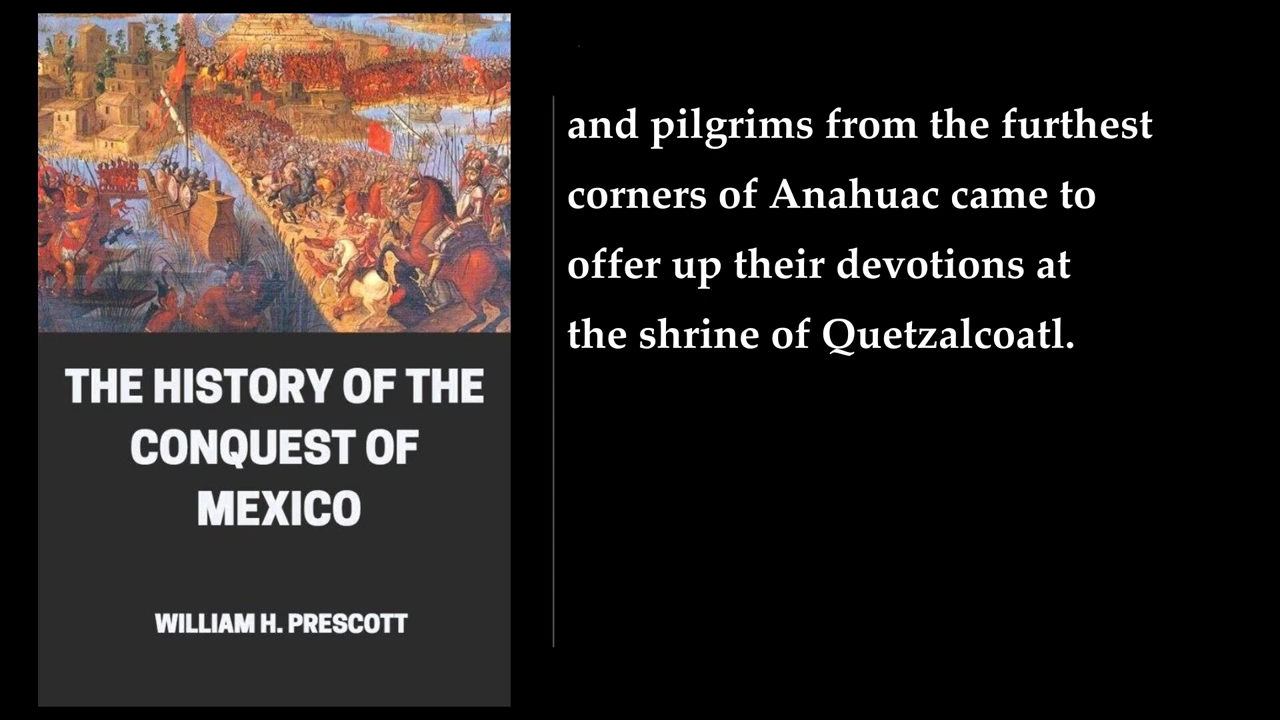 THE HISTORY OF THE
CONQUEST OF
MEXICO
WILLIAM H. PRESCOTT
and pilgrims from the furthest
corners of Anahuac came to
offer up their devotions at
the shrine of Quetzalcoatl.